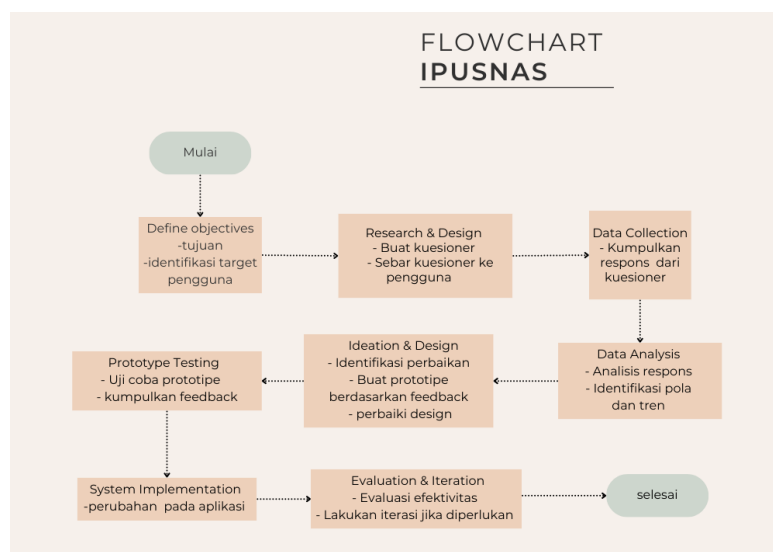 FLOWCHART
IPUSNAS
Mulai
Define objectives
-tujuan
-identifikasi target
pengguna
Research & Design
- Buat kuesioner
- Sebar kuesioner ke
pengguna
Data Collection
- Kumpulkan
respons dari
kuesioner
Data Analysis
- Analisis respons
- Identifikasi pola
dan tren
Ideation & Design
- Identifikasi perbaikan
- Buat prototipe
berdasarkan feedback
- perbaiki design
Prototype Testing
- Uji coba prototipe
- kumpulkan feedback
System Implementation
-perubahan pada aplikasi
Evaluation & Iteration
- Evaluasi efektivitas
- Lakukan iterasi jika diperlukan
selesai